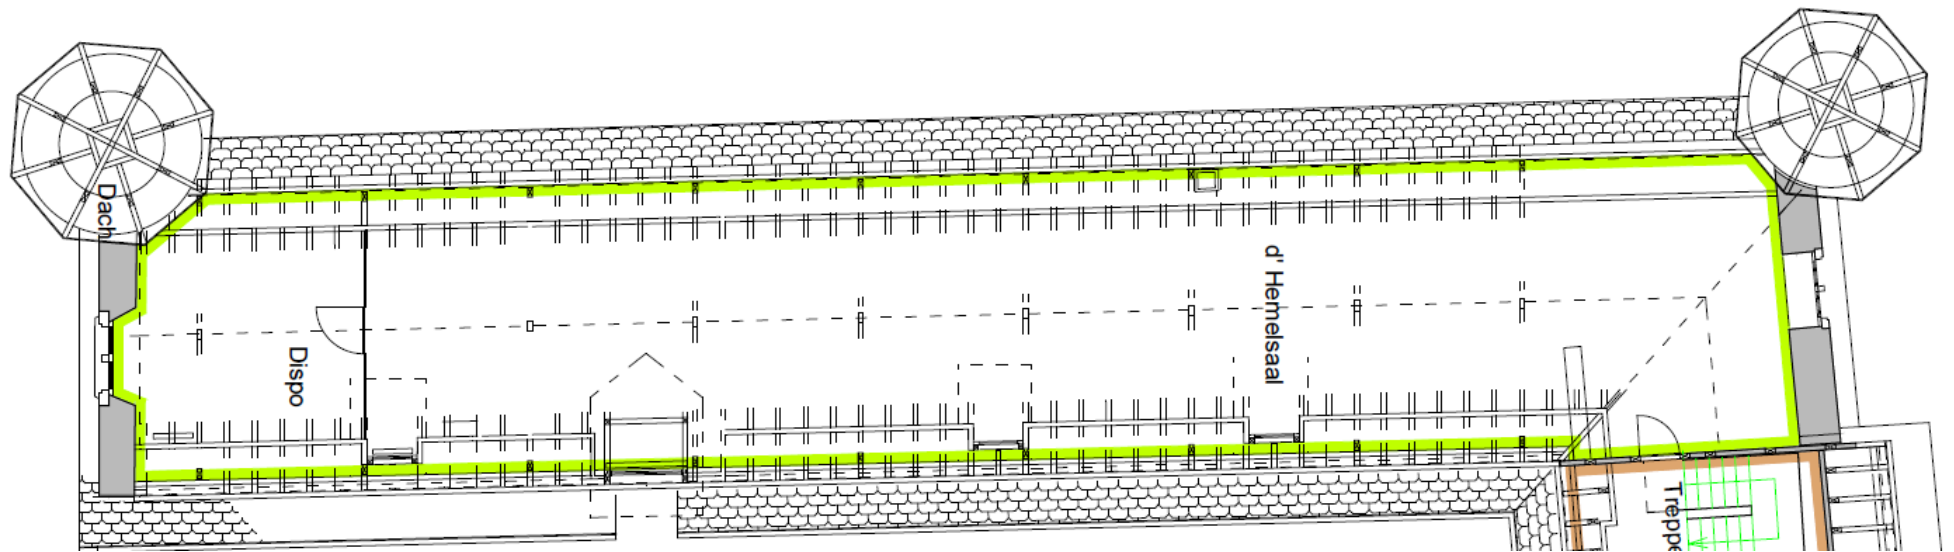 Dach
Dispo
d' Hemelsaal
Treppe